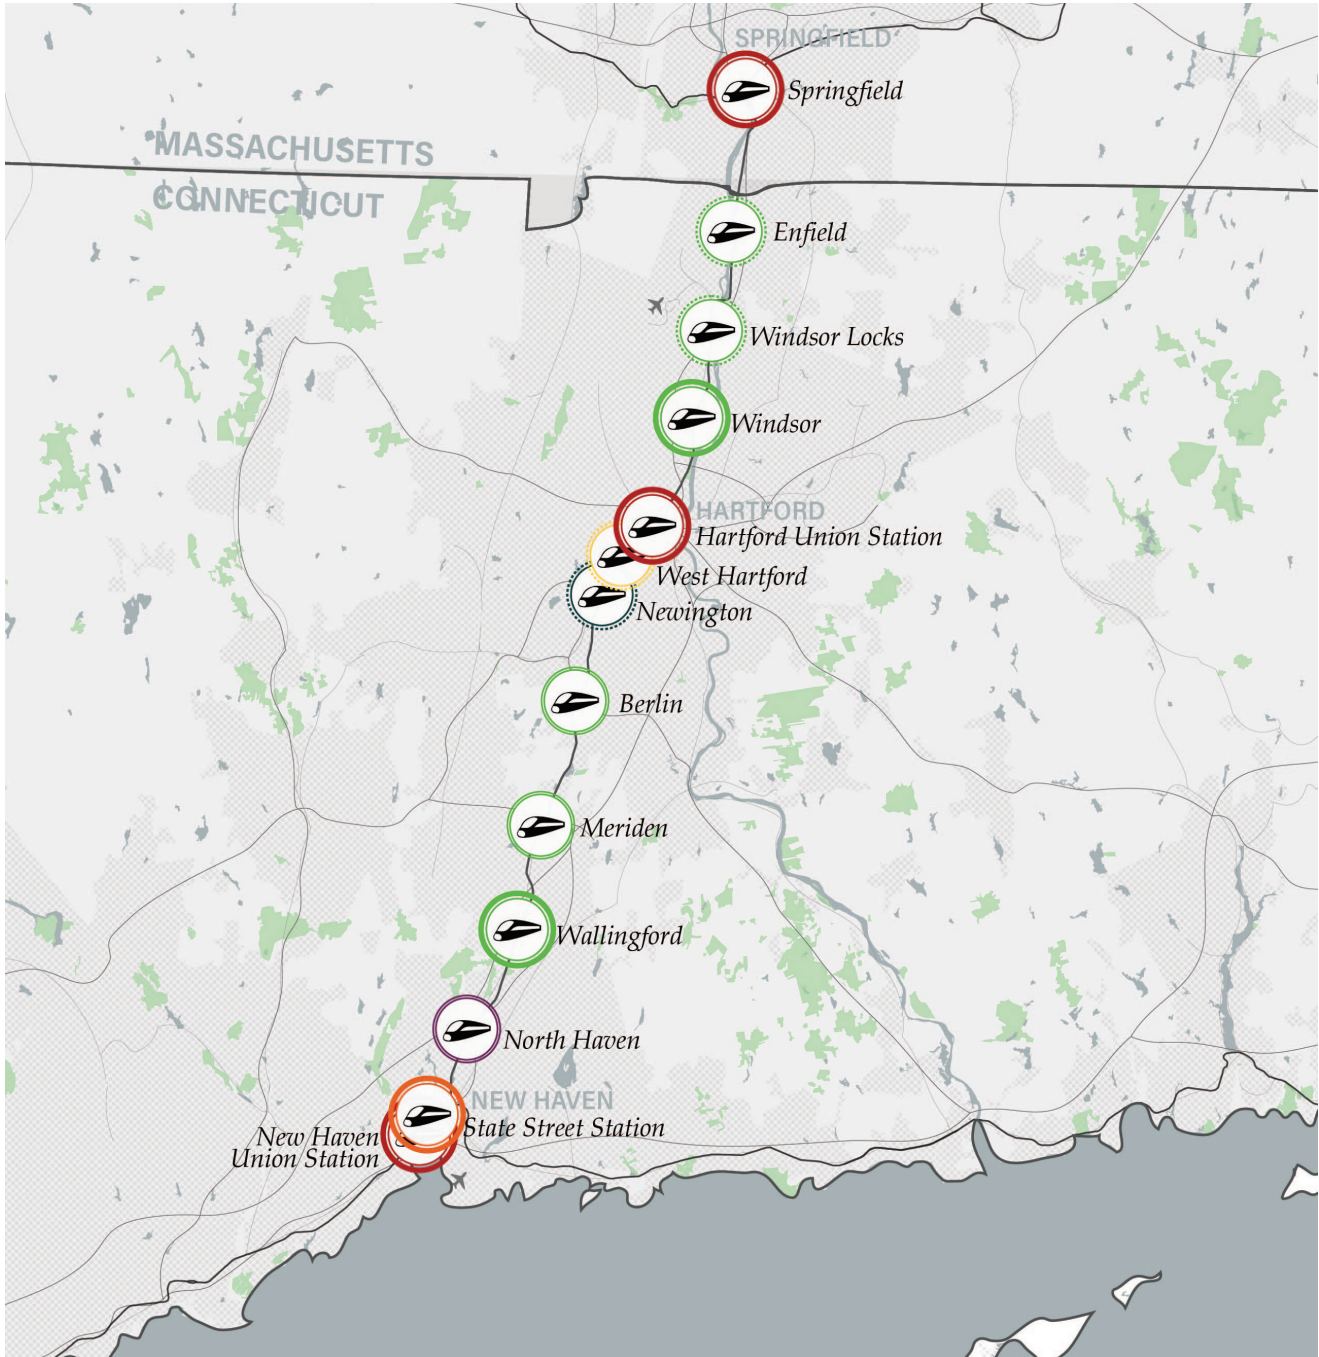 SPRINGFIELD
Springfield
MASSACHUSETTS
CONNECTICUT
Enfield
Windsor Locks
Windsor
HARTFORD
Hartford Union Station
West Hartford
Newington
Berlin
Meriden
Wallingford
North Haven
NEW HAVEN
State Street Station
New Haven
Union Station